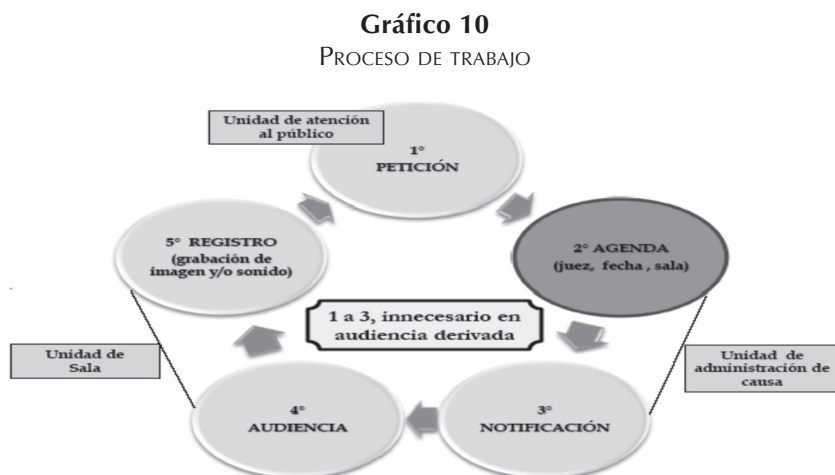 Gráfico 10
PROCESO DE TRABAJO
Unidad de atención
al público
1°
PETICIÓN
2° AGENDA
(juez, fecha , sala)
5° REGISTRO
(grabación de
imagen y/o sonido)
1 a 3, innecesario en
audiencia derivada
Unidad de
Sala
Unidad de
administración de
causa
4°
AUDIENCIA
3°
NOTIFICACIÓN